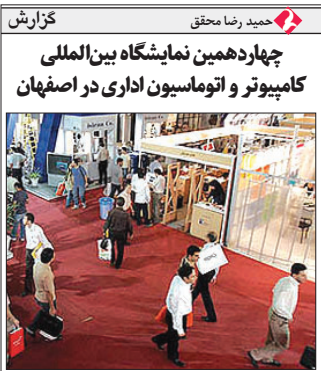 حمید رضا محقق
گزارش
چهاردهمین نمایشگاه بین‌المللی
کامپیوتر و اتوماسیون اداری در اصفهان